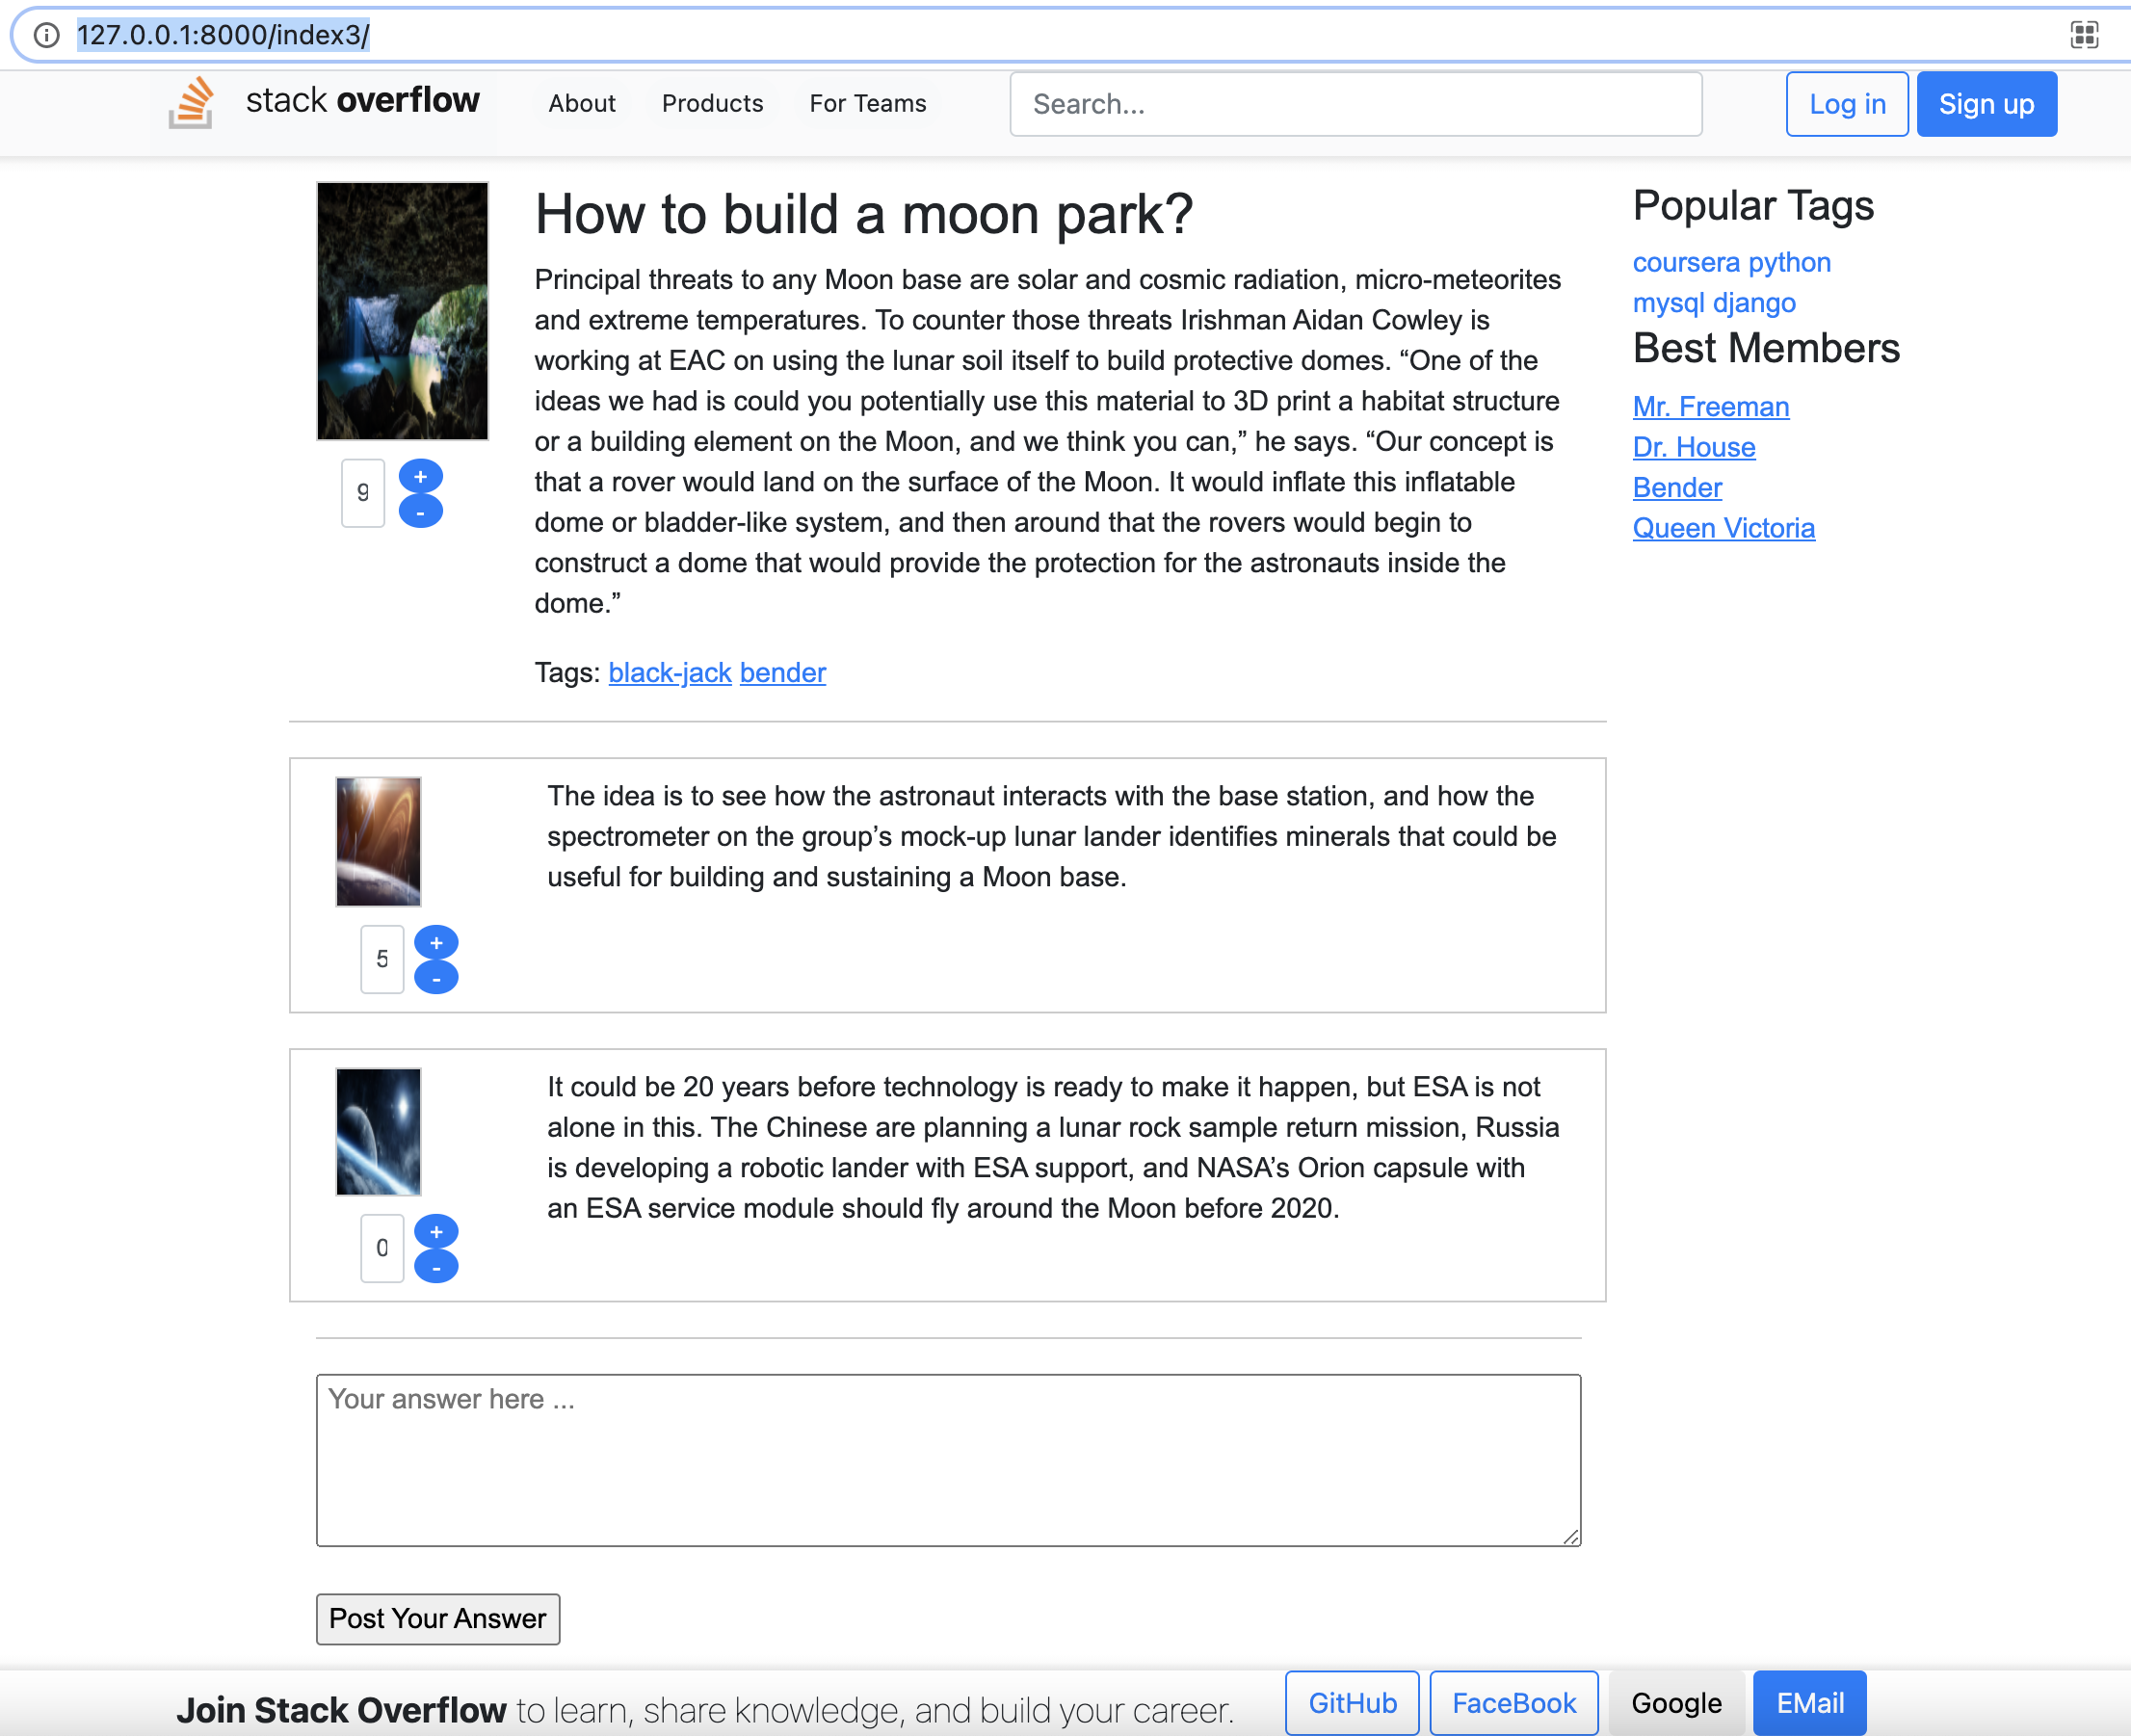 127.0.0.1:8000/index3/
stack overflow
About
Products
For Teams
Search...
Log in
Sign up
How to build a moon park?
Principal threats to any Moon base are solar and cosmic radiation, micro-meteorites
and extreme temperatures. To counter those threats Irishman Aidan Cowley is
working at EAC on using the lunar soil itself to build protective domes. “One of the
ideas we had is could you potentially use this material to 3D print a habitat structure
or a building element on the Moon, and we think you can,” he says. “Our concept is
that a rover would land on the surface of the Moon. It would inflate this inflatable
dome or bladder-like system, and then around that the rovers would begin to
construct a dome that would provide the protection for the astronauts inside the
dome.”
Tags: black-jack bender
9
+
-
The idea is to see how the astronaut interacts with the base station, and how the
spectrometer on the group’s mock-up lunar lander identifies minerals that could be
useful for building and sustaining a Moon base.
5
+
-
It could be 20 years before technology is ready to make it happen, but ESA is not
alone in this. The Chinese are planning a lunar rock sample return mission, Russia
is developing a robotic lander with ESA support, and NASA’s Orion capsule with
an ESA service module should fly around the Moon before 2020.
0
+
-
Your answer here ...
Post Your Answer
Popular Tags
coursera python
mysql django
Best Members
Mr. Freeman
Dr. House
Bender
Queen Victoria
Join Stack Overflow to learn, share knowledge, and build your career.
GitHub
FaceBook
Google
EMail